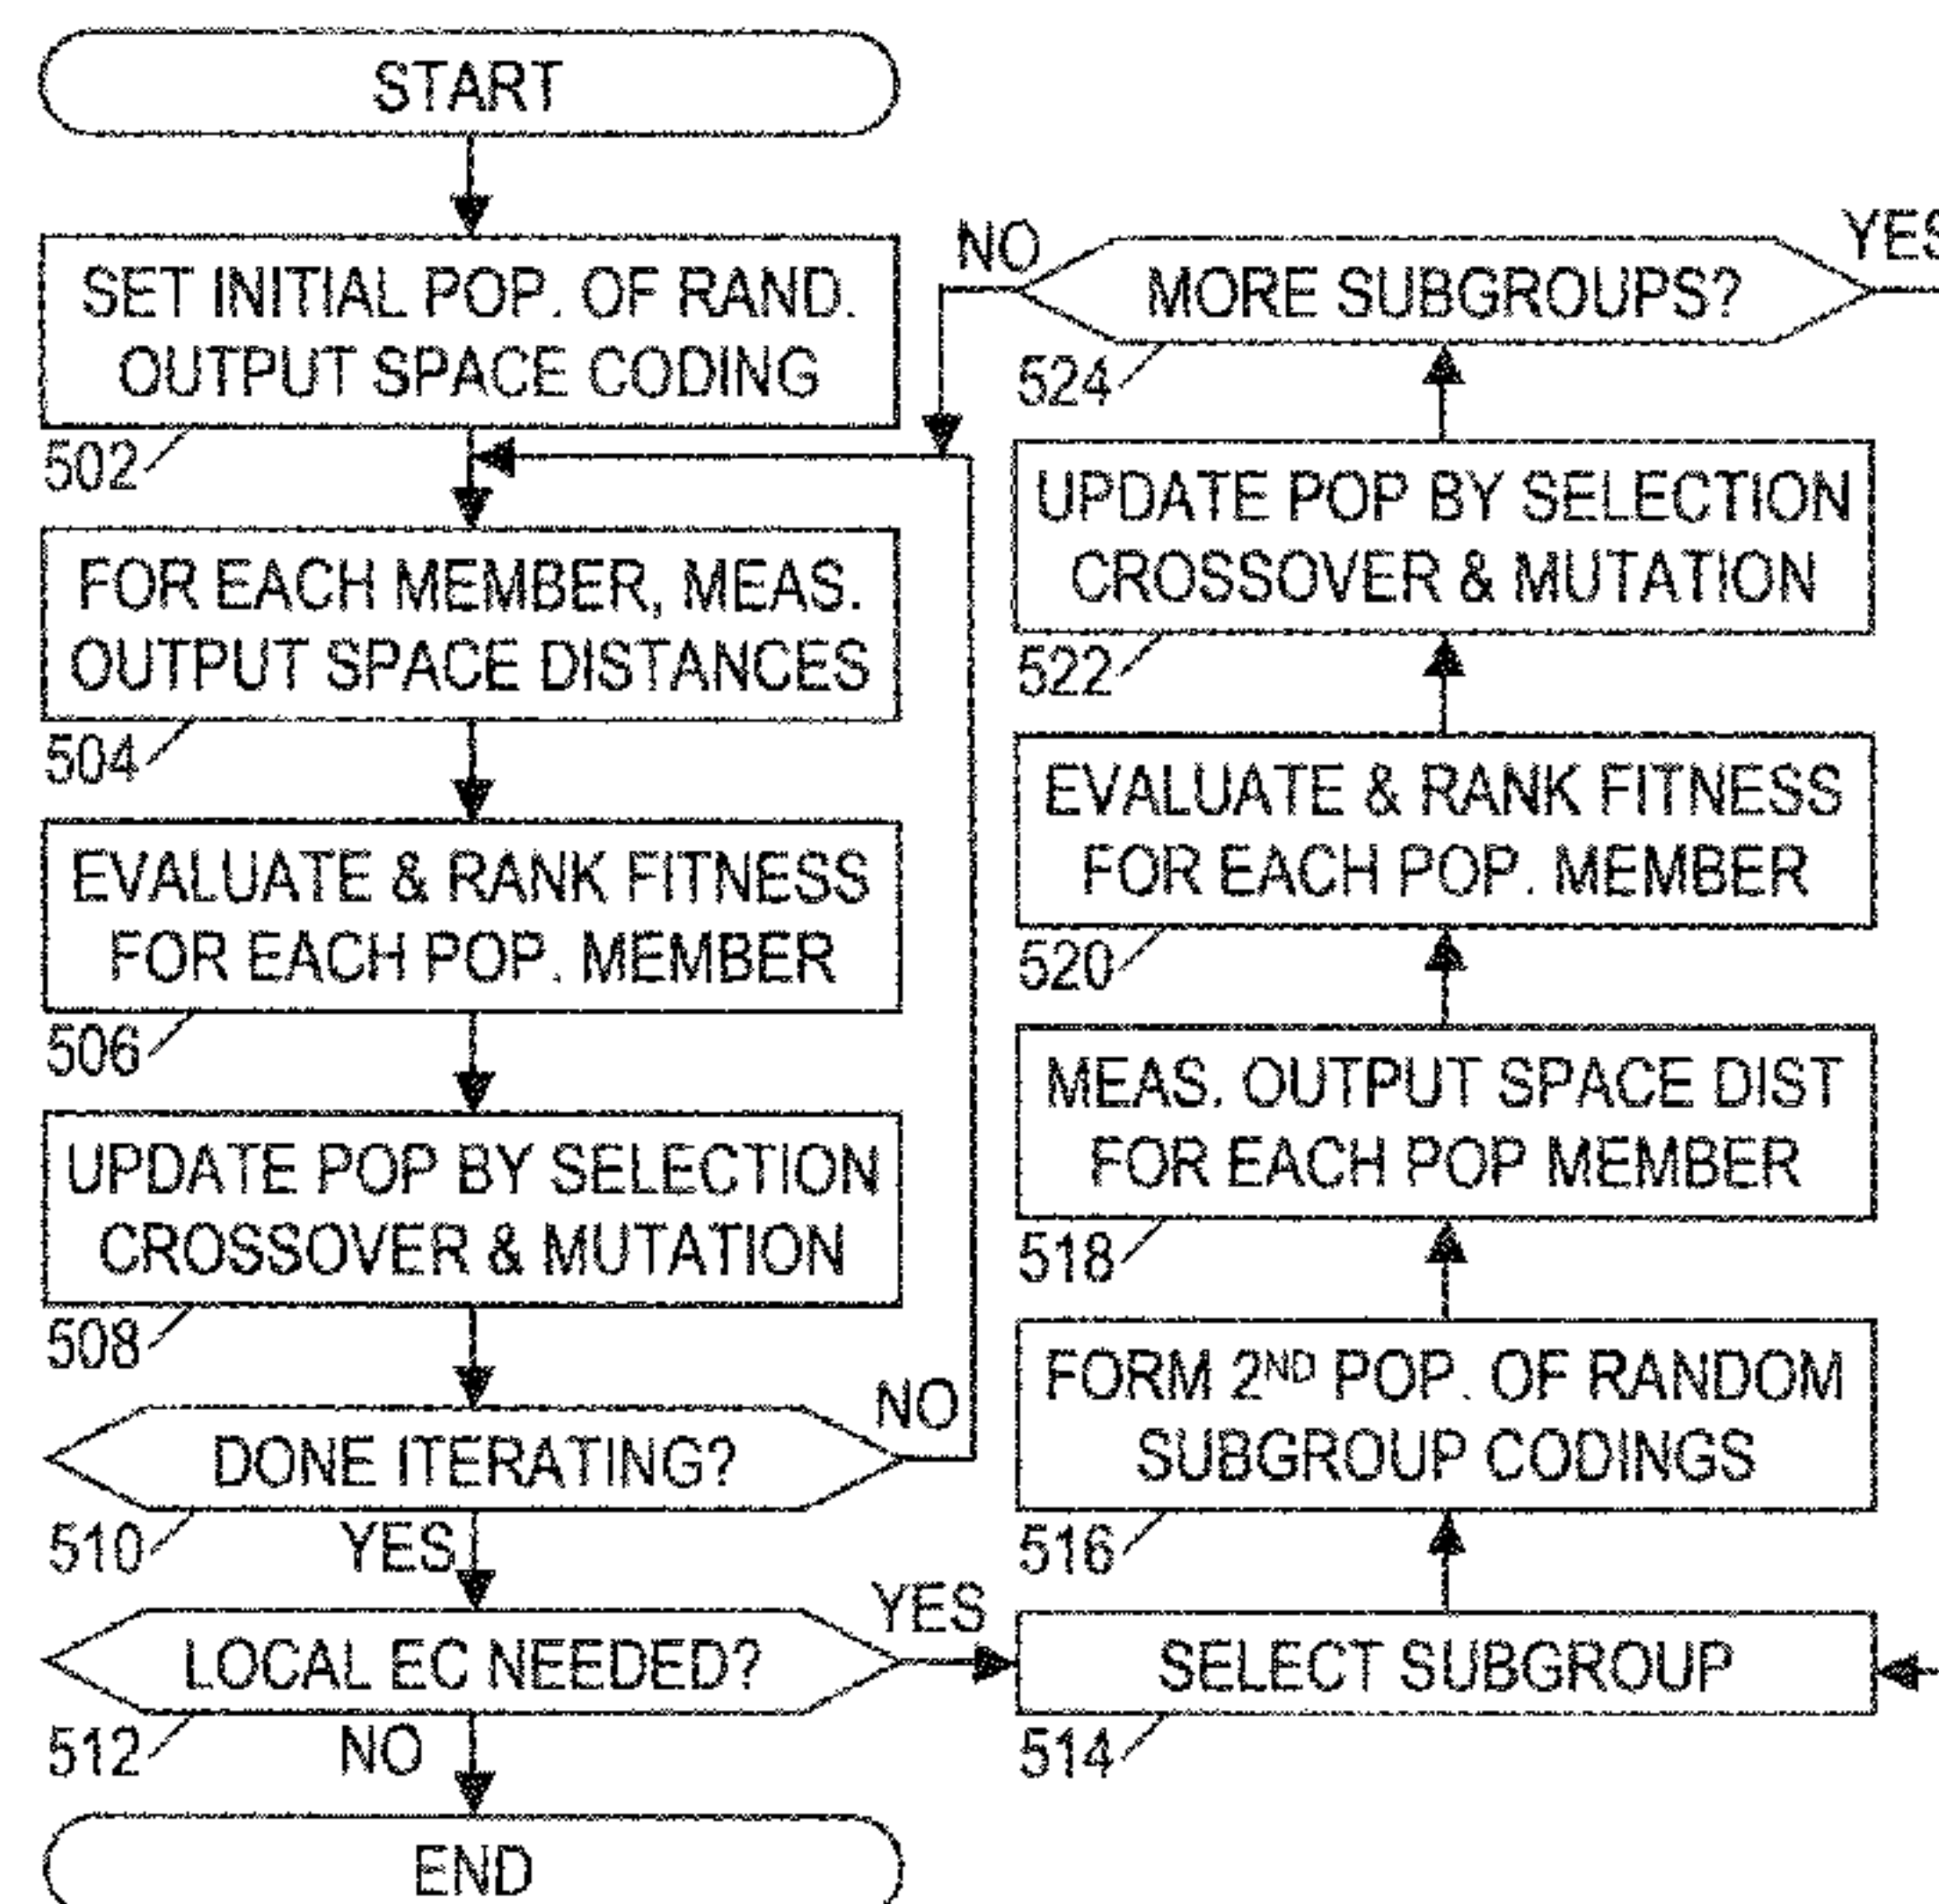 START
SET INITIAL POP. OF RAND.
OUTPUT SPACE CODING
502
FOR EACH MEMBER, MEAS.
OUTPUT SPACE DISTANCES
504
EVALUATE & RANK FITNESS
FOR EACH POP. MEMBER
506
UPDATE POP BY SELECTION
CROSSOVER & MUTATION
508
DONE ITERATING?
NO
510
YES
LOCAL EC NEEDED?
YES
512
NO
END
NO
MORE SUBGROUPS?
YES
524
UPDATE POP BY SELECTION
CROSSOVER & MUTATION
522
EVALUATE & RANK FITNESS
FOR EACH POP. MEMBER
520
MEAS. OUTPUT SPACE DIST
FOR EACH POP MEMBER
518
FORM 2ND POP. OF RANDOM
SUBGROUP CODINGS
516
SELECT SUBGROUP
514